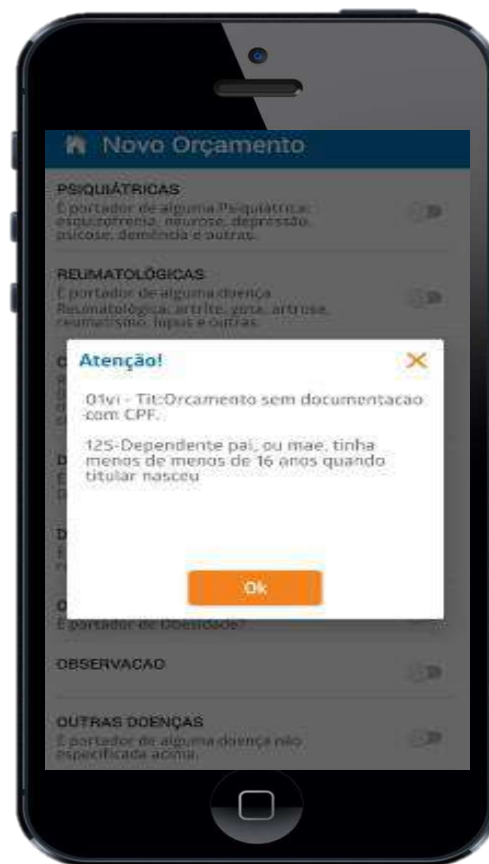 Novo Orçamento
PSIQUIÁTRICAS
É portador de alguma Psiquiatrica:
esquizofrenia, neurose, depressão,
psicose, demência e outras.
REUMATOLÓGICAS
É portador de alguma doença
Reumatológica: artrite, gota, artrose,
reumatismo, lupus e outras.
Atenção!
01vi - Tit:Orcamento sem documentacao
com CPF.
125-Dependente pai, ou mae, tinha
menos de menos de 16 anos quando
titular nasceu
Ok
É portador de Obesidade?
OBSERVACAO
OUTRAS DOENÇAS
É portador de alguma doença não
especificada acima.